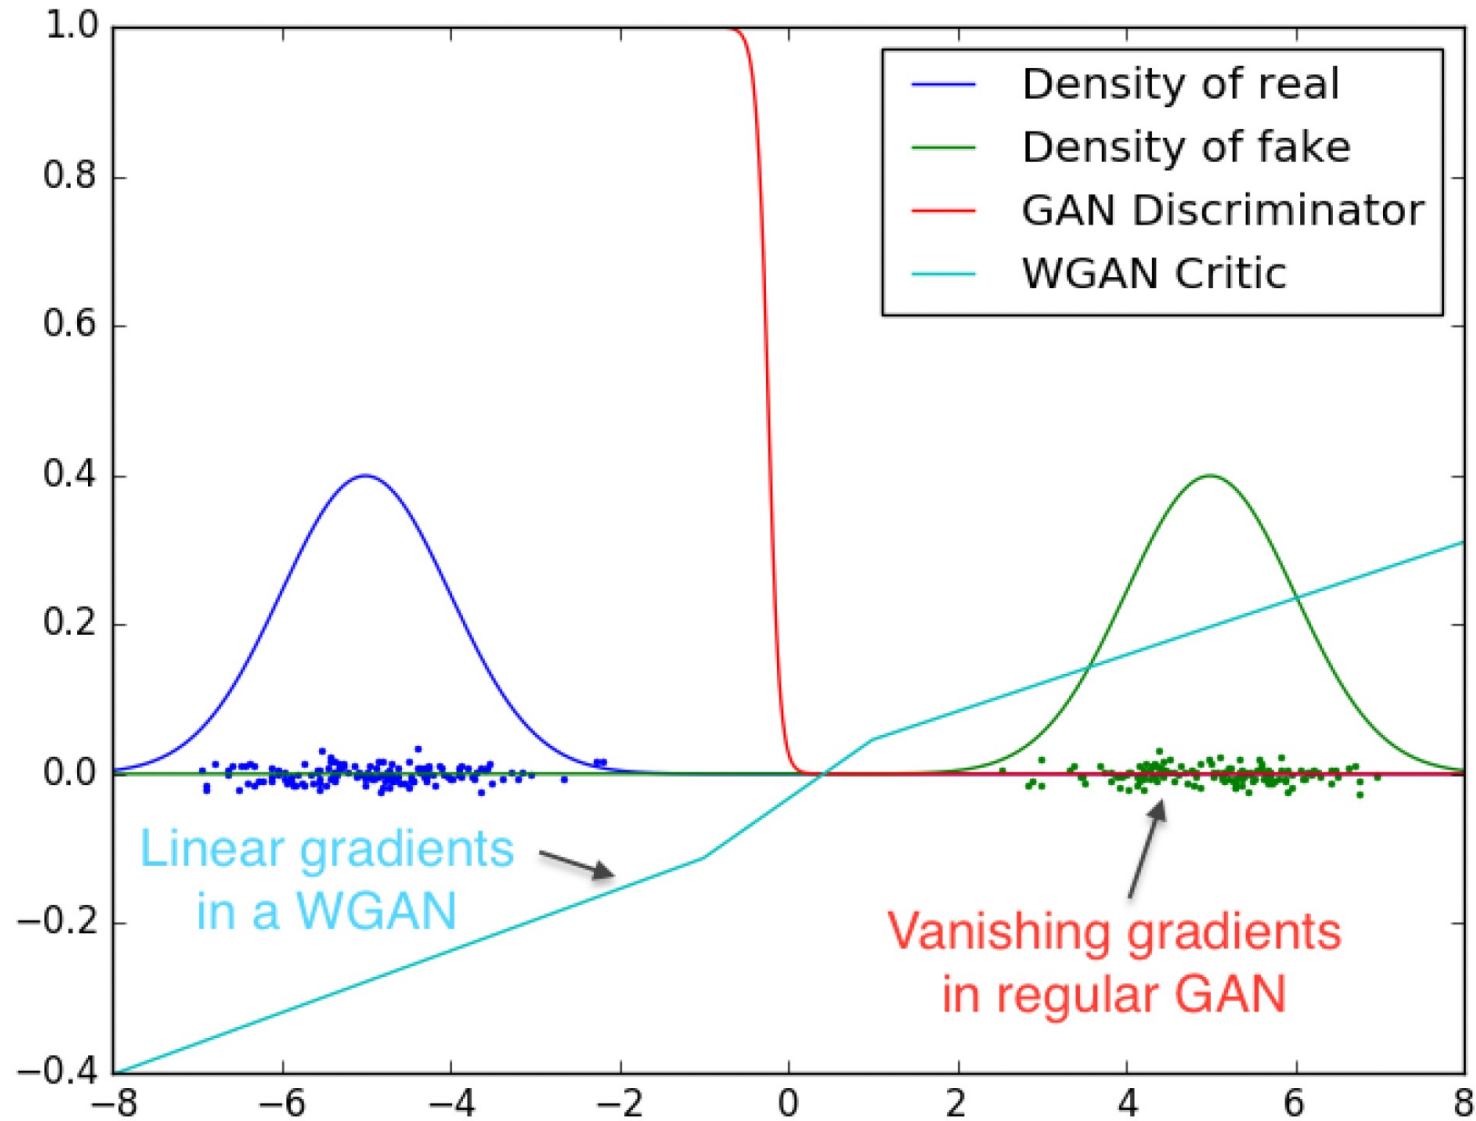 1.0
0.8
0.6
0.4
0.2
0.0
−0.2
−0.4
Density of real
Density of fake
GAN Discriminator
WGAN Critic
Linear gradients
in a WGAN
Vanishing gradients
in regular GAN
−8 −6 −4 −2 0 2 4 6 8